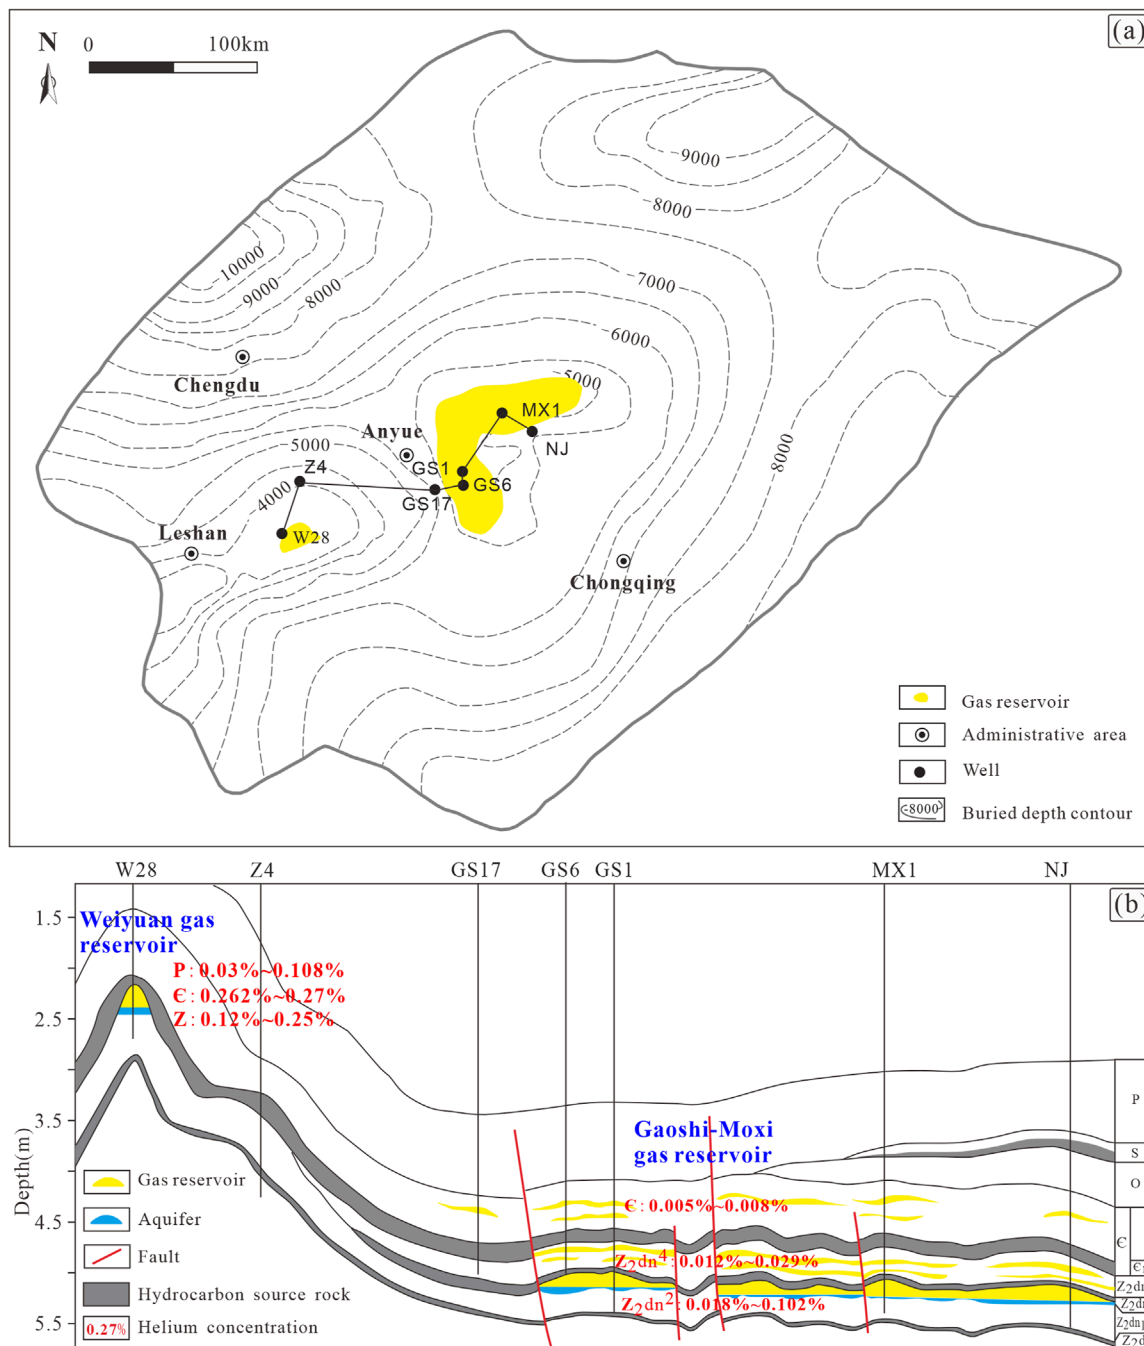 (a)
N
0 100km
9000
8000
10000
9000
8000
7000
6000
5000
Chengdu
MX1
Anyue
NJ
5000
GS1
8000
Z4
GS6
4000
GS17
Leshan
W28
Chongqing
Gas reservoir
Administrative area
Well
-8000
Buried depth contour
W28 Z4 GS17 GS6 GS1 MX1 NJ
(b)
1.5
Weiyuan gas
reservoir
P: 0.03%~0.108%
Є: 0.262%~0.27%
Z: 0.12%~0.25%
2.5
3.5
4.5
5.5
Depth(m)
Gaoshi-Moxi
gas reservoir
Є: 0.005%~0.008%
Z₂dn⁴: 0.012%~0.029%
Z₂dn²: 0.018%~0.102%
P
S
O
Є
Gas reservoir
Aquifer
Fault
Hydrocarbon source rock
0.27%
Helium concentration